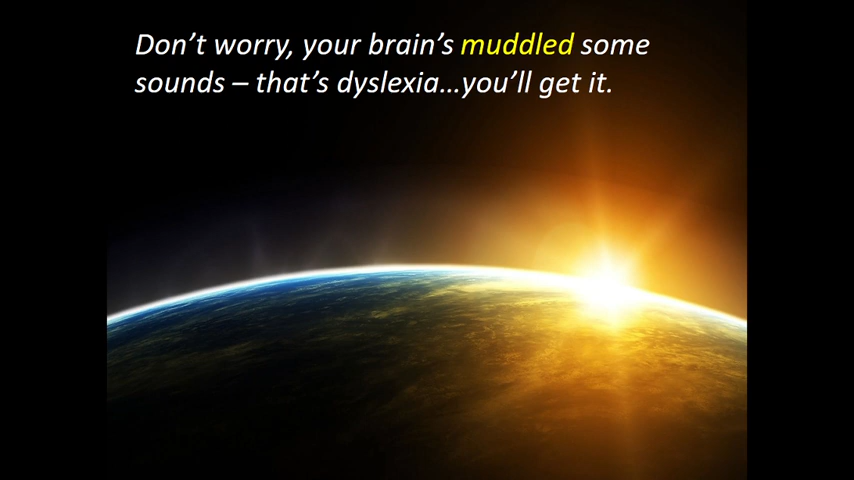 Don’t worry, your brain’s muddled some
sounds – that’s dyslexia…you’ll get it.